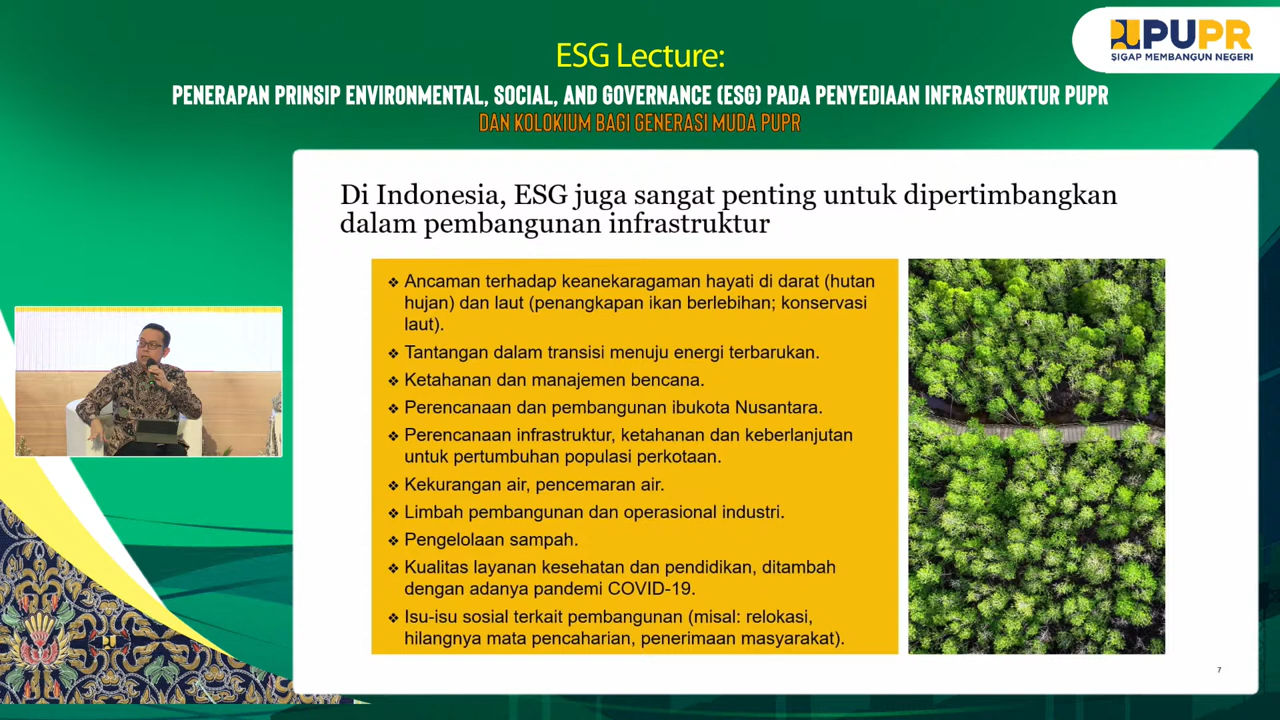 ESG Lecture:
PENERAPAN PRINSIP ENVIRONMENTAL, SOCIAL, AND GOVERNANCE (ESG) PADA PENYEDIAAN INFRASTRUKTUR PUPR
DAN KOLOKIUM BAGI GENERASI MUDA PUPR
PUPR
SIGAP MEMBANGUN NEGERI
Di Indonesia, ESG juga sangat penting untuk dipertimbangkan
dalam pembangunan infrastruktur
❖ Ancaman terhadap keanekaragaman hayati di darat (hutan
hujan) dan laut (penangkapan ikan berlebihan; konservasi
laut).
❖ Tantangan dalam transisi menuju energi terbarukan.
❖ Ketahanan dan manajemen bencana.
❖ Perencanaan dan pembangunan ibukota Nusantara.
❖ Perencanaan infrastruktur, ketahanan dan keberlanjutan
untuk pertumbuhan populasi perkotaan.
❖ Kekurangan air, pencemaran air.
❖ Limbah pembangunan dan operasional industri.
❖ Pengelolaan sampah.
❖ Kualitas layanan kesehatan dan pendidikan, ditambah
dengan adanya pandemi COVID-19.
❖ Isu-isu sosial terkait pembangunan (misal: relokasi,
hilangnya mata pencaharian, penerimaan masyarakat).
7